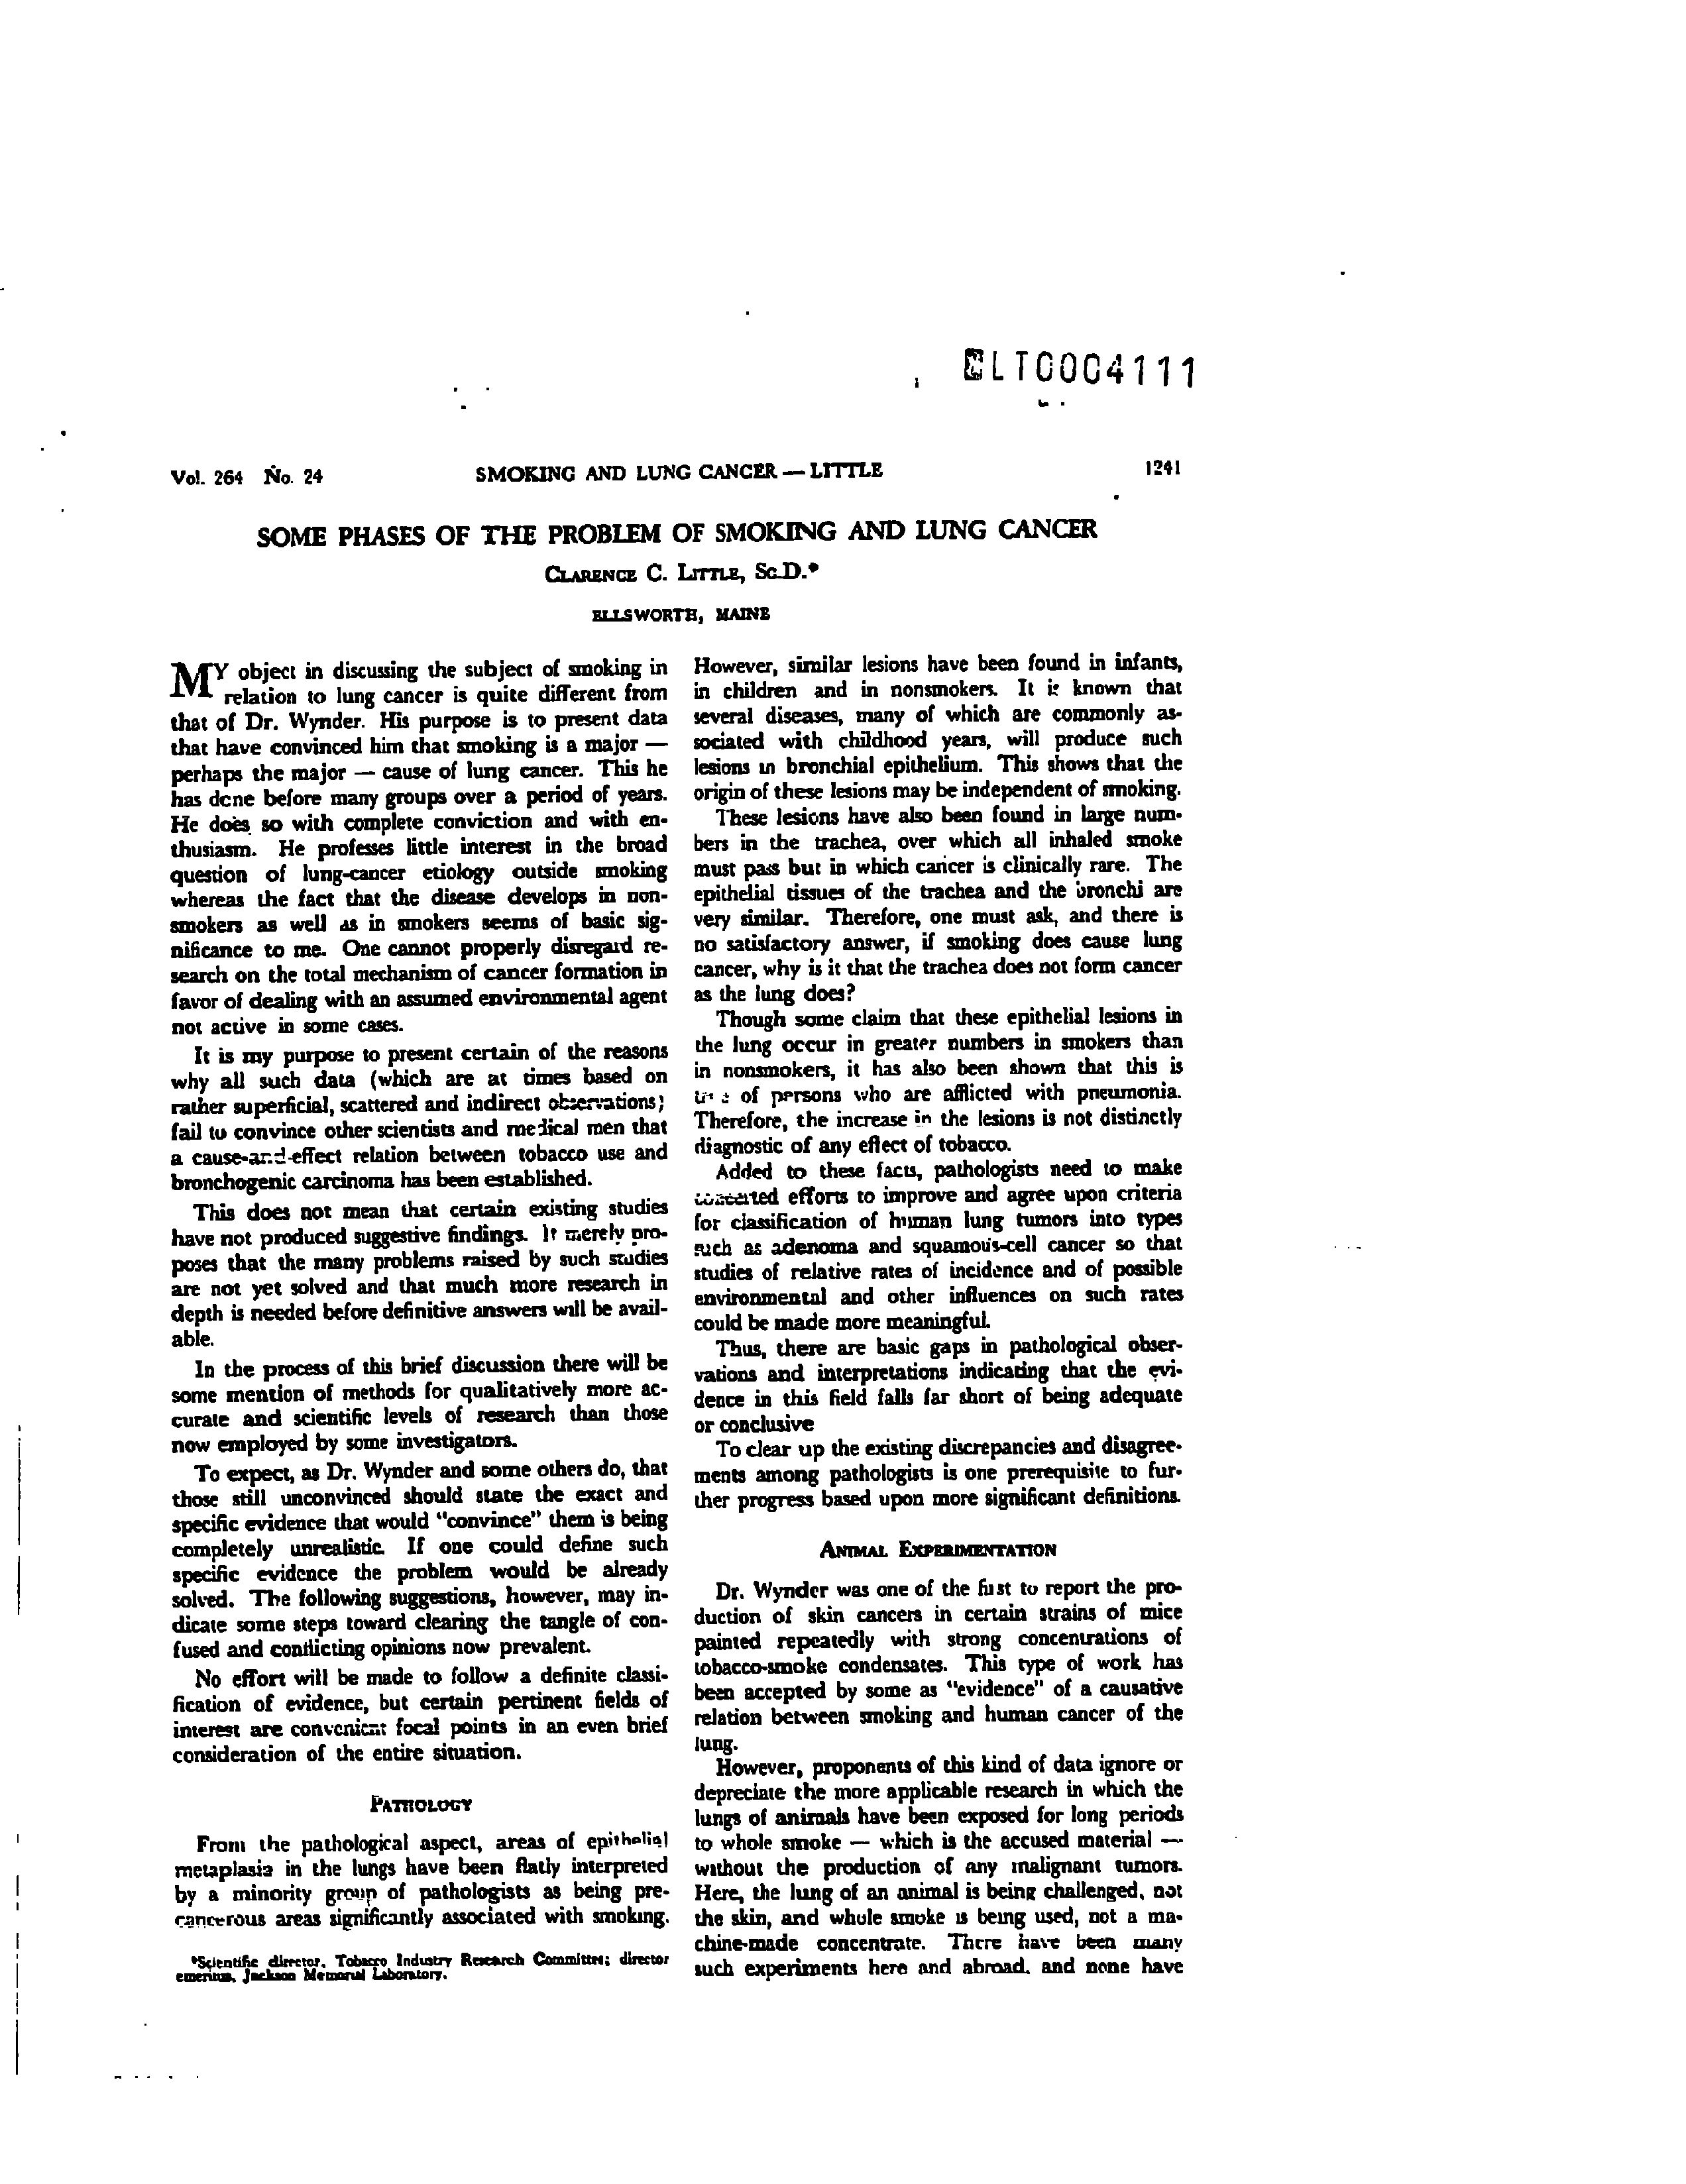 LT0004111
Vol. 264 No. 24 SMOKING AND LUNG CANCER — LITTLE 1241
SOME PHASES OF THE PROBLEM OF SMOKING AND LUNG CANCER
CLARENCE C. LITTLE, Sc.D.*
ELLSWORTH, MAINE
MY object in discussing the subject of smoking in
relation to lung cancer is quite different from
that of Dr. Wynder. His purpose is to present data
that have convinced him that smoking is a major —
perhaps the major — cause of lung cancer. This he
has done before many groups over a period of years.
He does so with complete conviction and with en-
thusiasm. He professes little interest in the broad
question of lung-cancer etiology outside smoking
whereas the fact that the disease develops in non-
smokers as well as in smokers seems of basic sig-
nificance to me. One cannot properly disregard re-
search on the total mechanism of cancer formation in
favor of dealing with an assumed environmental agent
not active in some cases.
It is my purpose to present certain of the reasons
why all such data (which are at times based on
rather superficial, scattered and indirect observations)
fail to convince other scientists and medical men that
a cause-and-effect relation between tobacco use and
bronchogenic carcinoma has been established.
This does not mean that certain existing studies
have not produced suggestive findings. It merely pro-
poses that the many problems raised by such studies
are not yet solved and that much more research in
depth is needed before definitive answers will be avail-
able.
In the process of this brief discussion there will be
some mention of methods for qualitatively more ac-
curate and scientific levels of research than those
now employed by some investigators.
To expect, as Dr. Wynder and some others do, that
those still unconvinced should state the exact and
specific evidence that would "convince" them is being
completely unrealistic. If one could define such
specific evidence the problem would be already
solved. The following suggestions, however, may in-
dicate some steps toward clearing the tangle of con-
fused and conflicting opinions now prevalent.
No effort will be made to follow a definite classi-
fication of evidence, but certain pertinent fields of
interest are convenient focal points in an even brief
consideration of the entire situation.
PATHOLOGY
From the pathological aspect, areas of epithelial
metaplasia in the lungs have been flatly interpreted
by a minority group of pathologists as being pre-
cancerous areas significantly associated with smoking.
*Scientific director, Tobacco Industry Research Committee; director
emeritus, Jackson Memorial Laboratory.
However, similar lesions have been found in infants,
in children and in nonsmokers. It is known that
several diseases, many of which are commonly as-
sociated with childhood years, will produce such
lesions in bronchial epithelium. This shows that the
origin of these lesions may be independent of smoking.
These lesions have also been found in large num-
bers in the trachea, over which all inhaled smoke
must pass but in which cancer is clinically rare. The
epithelial tissues of the trachea and the bronchi are
very similar. Therefore, one must ask, and there is
no satisfactory answer, if smoking does cause lung
cancer, why is it that the trachea does not form cancer
as the lung does?
Though some claim that these epithelial lesions in
the lung occur in greater numbers in smokers than
in nonsmokers, it has also been shown that this is
of persons who are afflicted with pneumonia.
Therefore, the increase in the lesions is not distinctly
diagnostic of any effect of tobacco.
Added to these facts, pathologists need to make
efforts to improve and agree upon criteria
for classification of human lung tumors into types
such as adenoma and squamous-cell cancer so that
studies of relative rates of incidence and of possible
environmental and other influences on such rates
could be made more meaningful.
Thus, there are basic gaps in pathological obser-
vations and interpretations indicating that the evi-
dence in this field falls far short of being adequate
or conclusive
To clear up the existing discrepancies and disagree-
ments among pathologists is one prerequisite to fur-
ther progress based upon more significant definitions.
ANIMAL EXPERIMENTATION
Dr. Wynder was one of the first to report the pro-
duction of skin cancers in certain strains of mice
painted repeatedly with strong concentrations of
tobacco-smoke condensates. This type of work has
been accepted by some as "evidence" of a causative
relation between smoking and human cancer of the
lung.
However, proponents of this kind of data ignore or
depreciate the more applicable research in which the
lungs of animals have been exposed for long periods
to whole smoke — which is the accused material —
without the production of any malignant tumors.
Here, the lung of an animal is being challenged, not
the skin, and whole smoke is being used, not a ma-
chine-made concentrate. There have been many
such experiments here and abroad, and none have